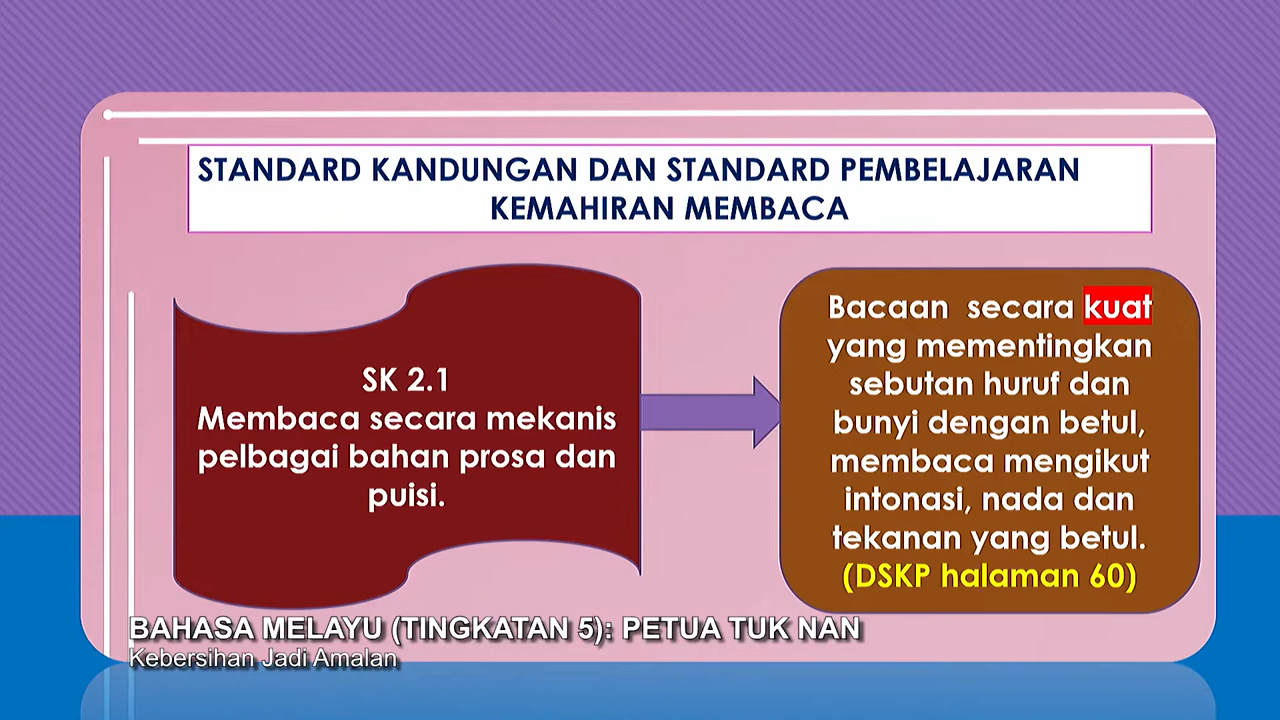 STANDARD KANDUNGAN DAN STANDARD PEMBELAJARAN
KEMAHIRAN MEMBACA
SK 2.1
Membaca secara mekanis
pelbagai bahan prosa dan
puisi.
Bacaan  secara kuat
yang mementingkan
sebutan huruf dan
bunyi dengan betul,
membaca mengikut
intonasi, nada dan
tekanan yang betul.
(DSKP halaman 60)
BAHASA MELAYU (TINGKATAN 5): PETUA TUK NAN
Kebersihan Jadi Amalan